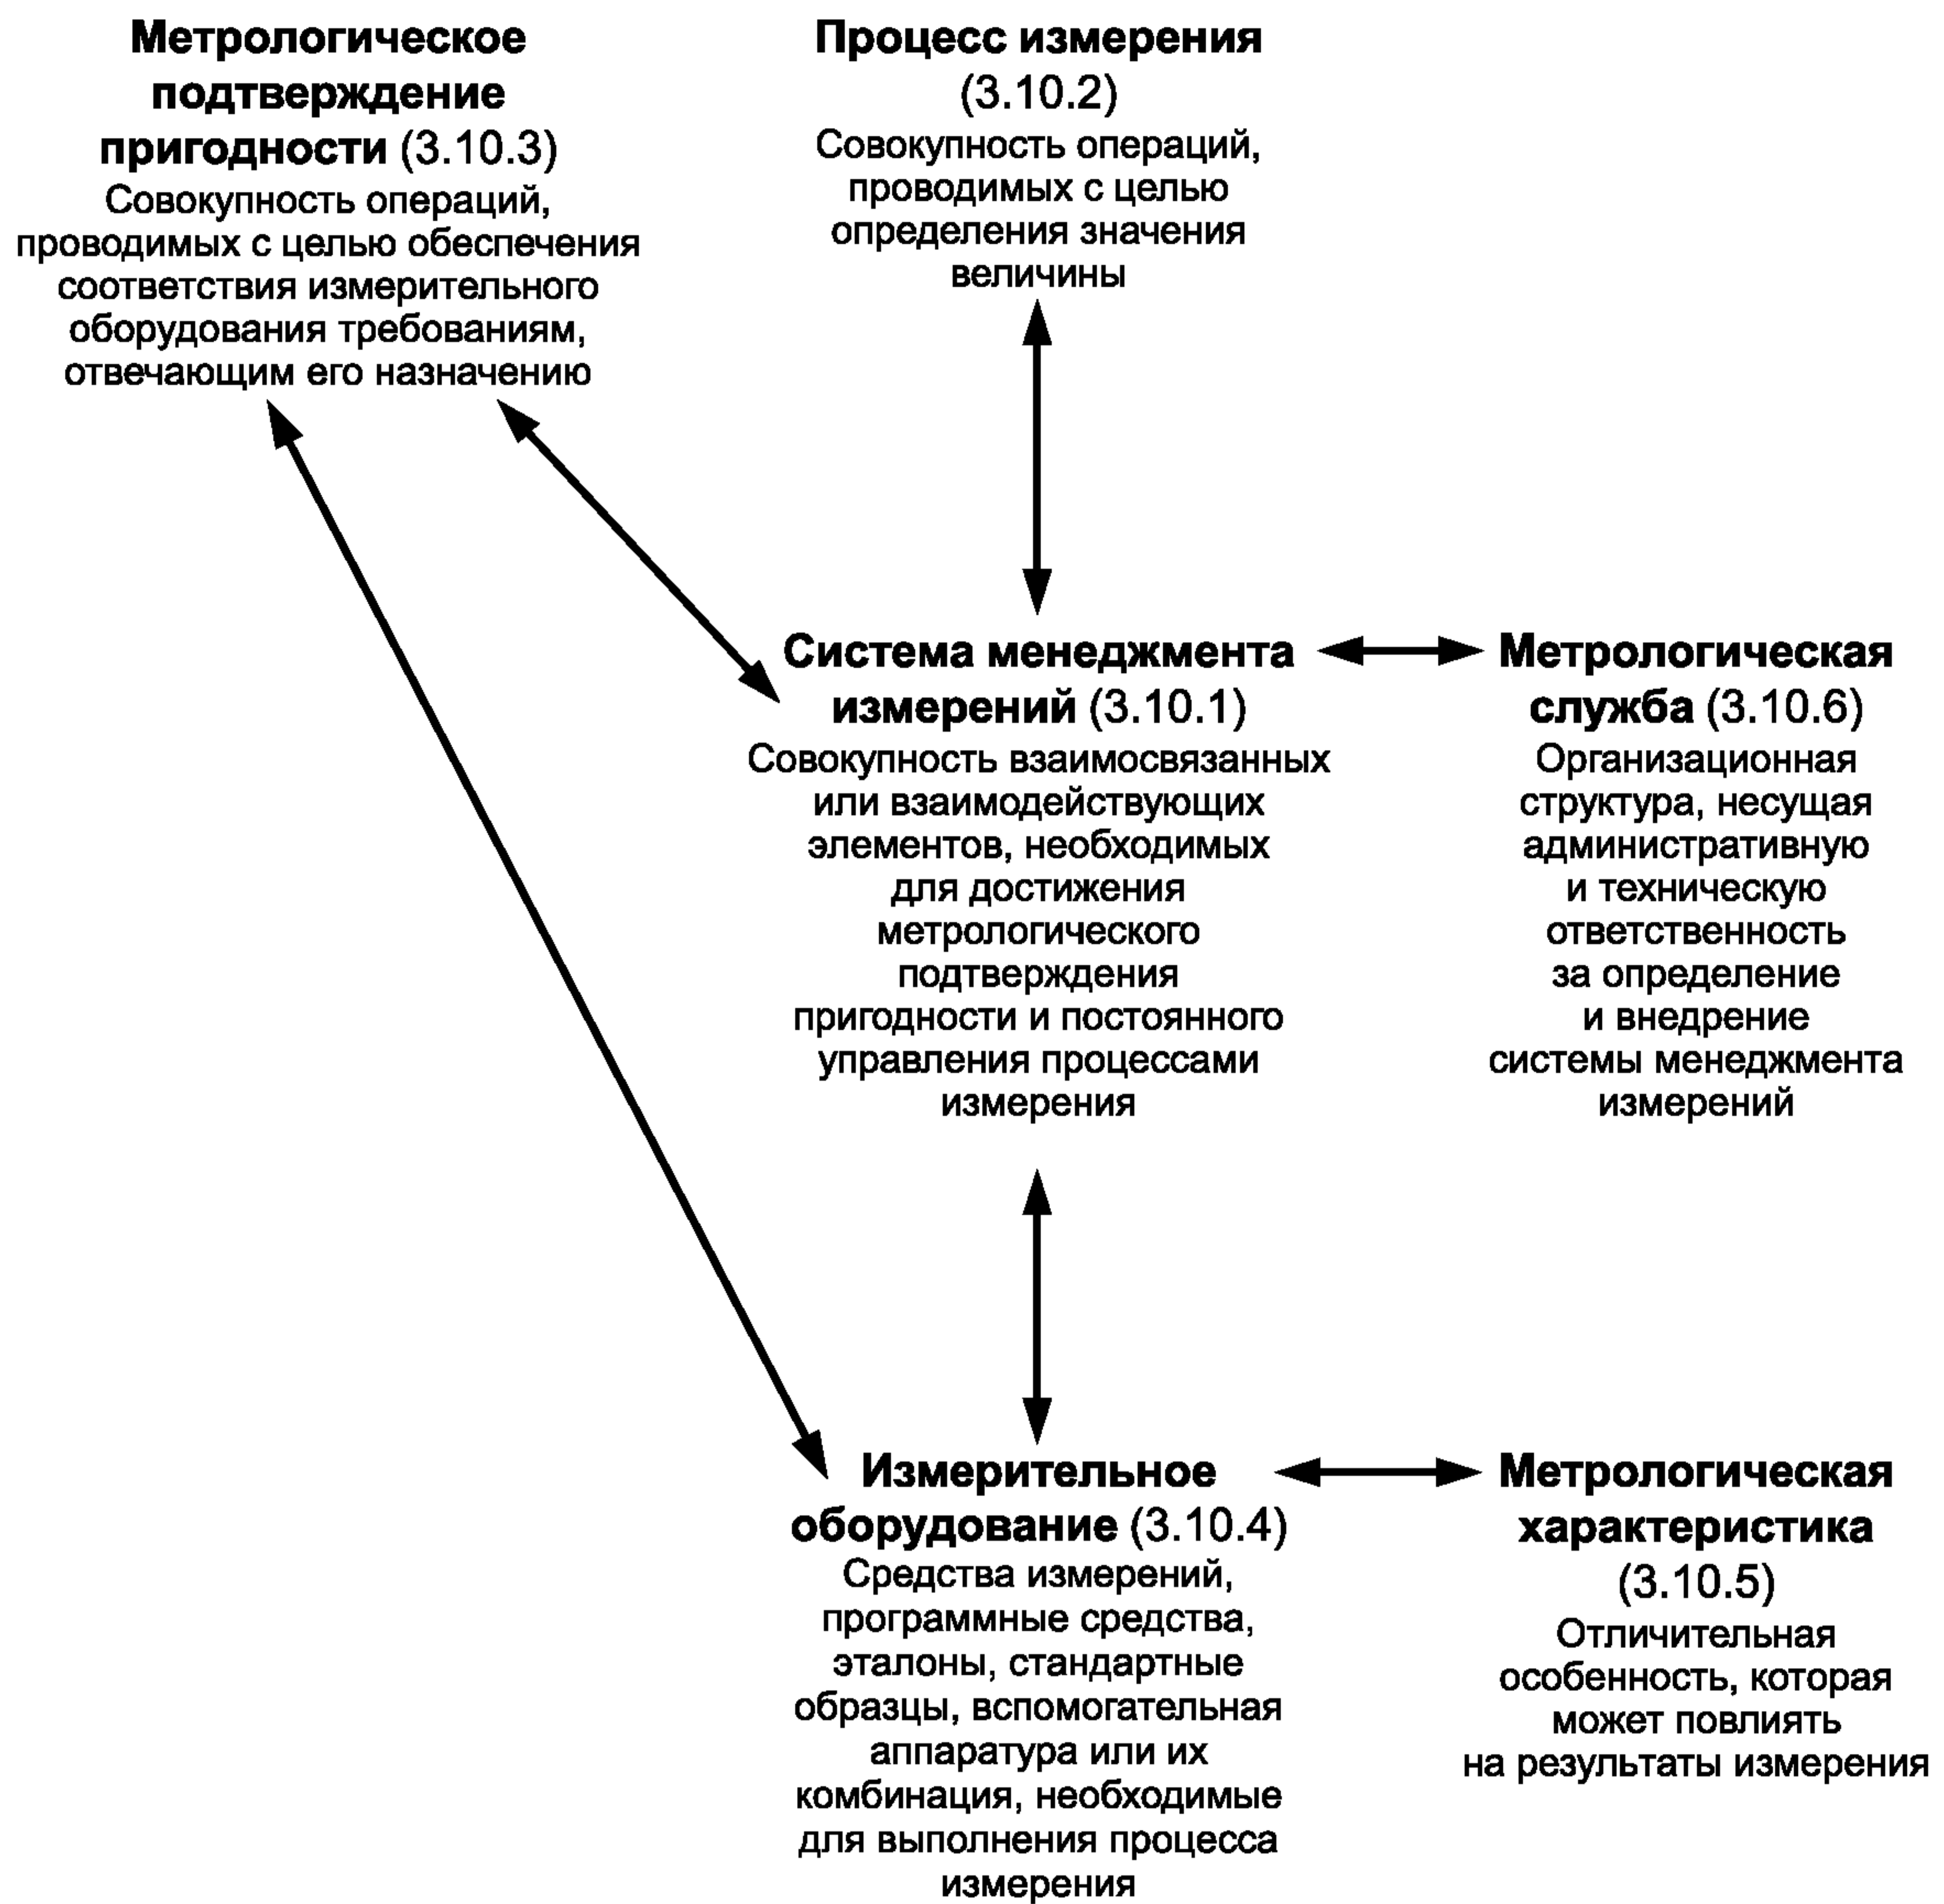 Метрологическое
подтверждение
пригодности (3.10.3)
Совокупность операций,
проводимых с целью обеспечения
соответствия измерительного
оборудования требованиям,
отвечающим его назначению
Процесс измерения
(3.10.2)
Совокупность операций,
проводимых с целью
определения значения
величины
Система менеджмента
измерений (3.10.1)
Совокупность взаимосвязанных
или взаимодействующих
элементов, необходимых
для достижения
метрологического
подтверждения
пригодности и постоянного
управления процессами
измерения
Метрологическая
служба (3.10.6)
Организационная
структура, несущая
административную
и техническую
ответственность
за определение
и внедрение
системы менеджмента
измерений
Измерительное
оборудование (3.10.4)
Средства измерений,
программные средства,
эталоны, стандартные
образцы, вспомогательная
аппаратура или их
комбинация, необходимые
для выполнения процесса
измерения
Метрологическая
характеристика
(3.10.5)
Отличительная
особенность, которая
может повлиять
на результаты измерения